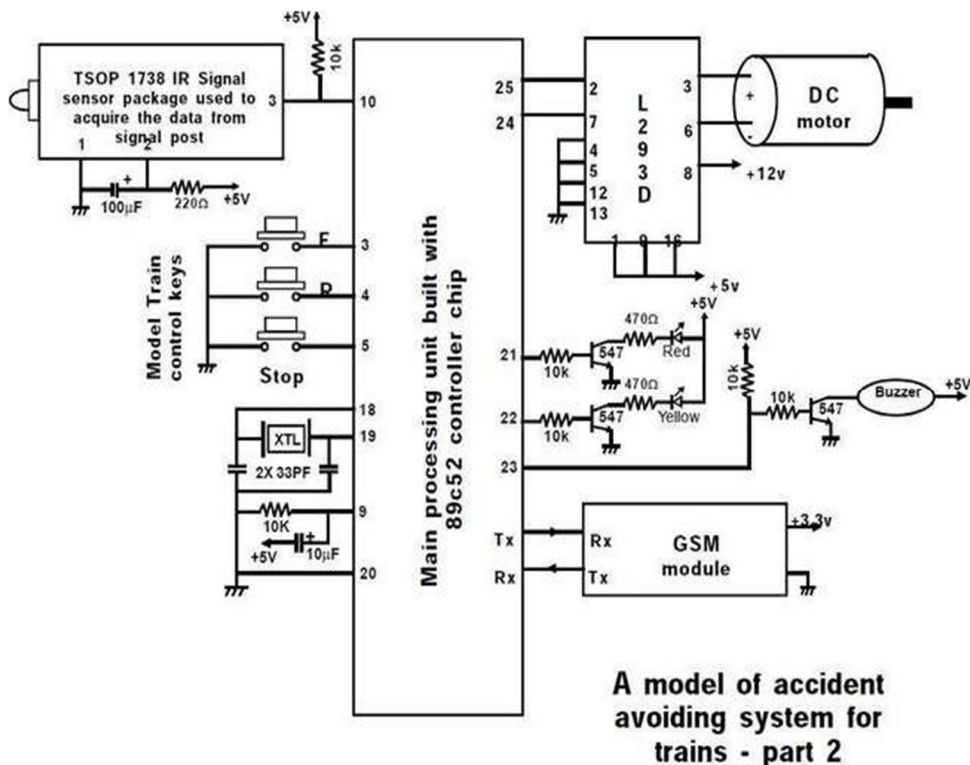 +5V
10k
TSOP 1738 IR Signal
sensor package used to
acquire the data from
signal post
3
1
2
10
+
100µF
220Ω
+5V
Model Train
control keys
F
3
R
4
Stop
5
18
19
XTL
2X 33PF
10K
9
+
+5V
10µF
20
Main processing unit built with
89c52 controller chip
25
24
2
7
4
5
12
13
L
2
9
3
D
3
6
8
1
9
16
+
-
DC
motor
+12v
+5v
21
10k
547
470Ω
Red
+5V
22
10k
547
470Ω
Yellow
23
+5V
10k
10k
547
Buzzer
+5V
Tx
Rx
Rx
Tx
GSM
module
+3.3v
A model of accident
avoiding system for
trains - part 2